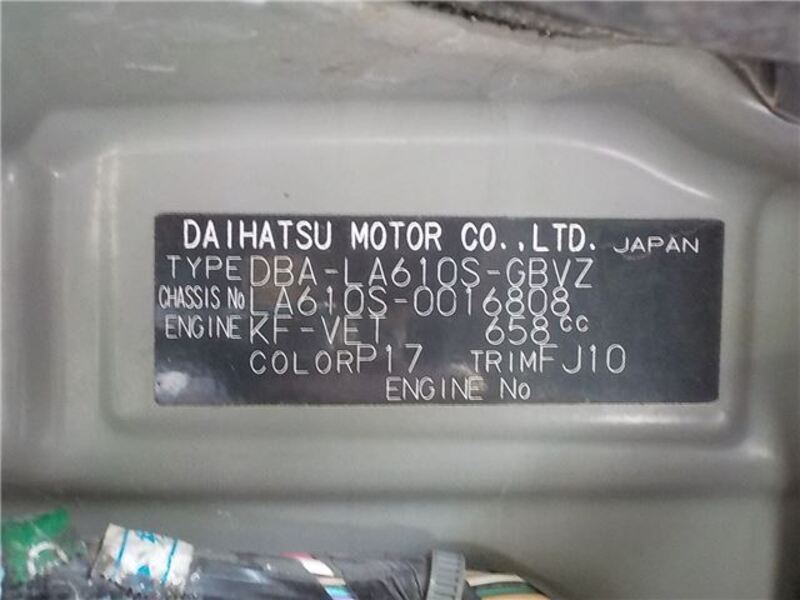 DAIHATSU MOTOR CO.,LTD. JAPAN
TYPE DBA-LA610S-GBVZ
CHASSIS No LA610S-0016808
ENGINE KF-VET 658cc
COLOR P17 TRIM FJ10
ENGINE No